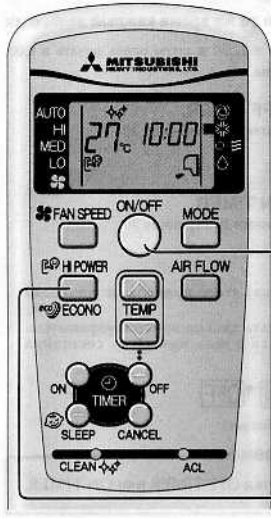 MITSUBISHI
HEAVY INDUSTRIES, LTD.
AUTO
HI
MED
LO
27°C 10:00
FAN SPEED ON/OFF MODE
HI POWER AIR FLOW
ECONO TEMP
ON OFF
TIMER
SLEEP CANCEL
CLEAN ACL